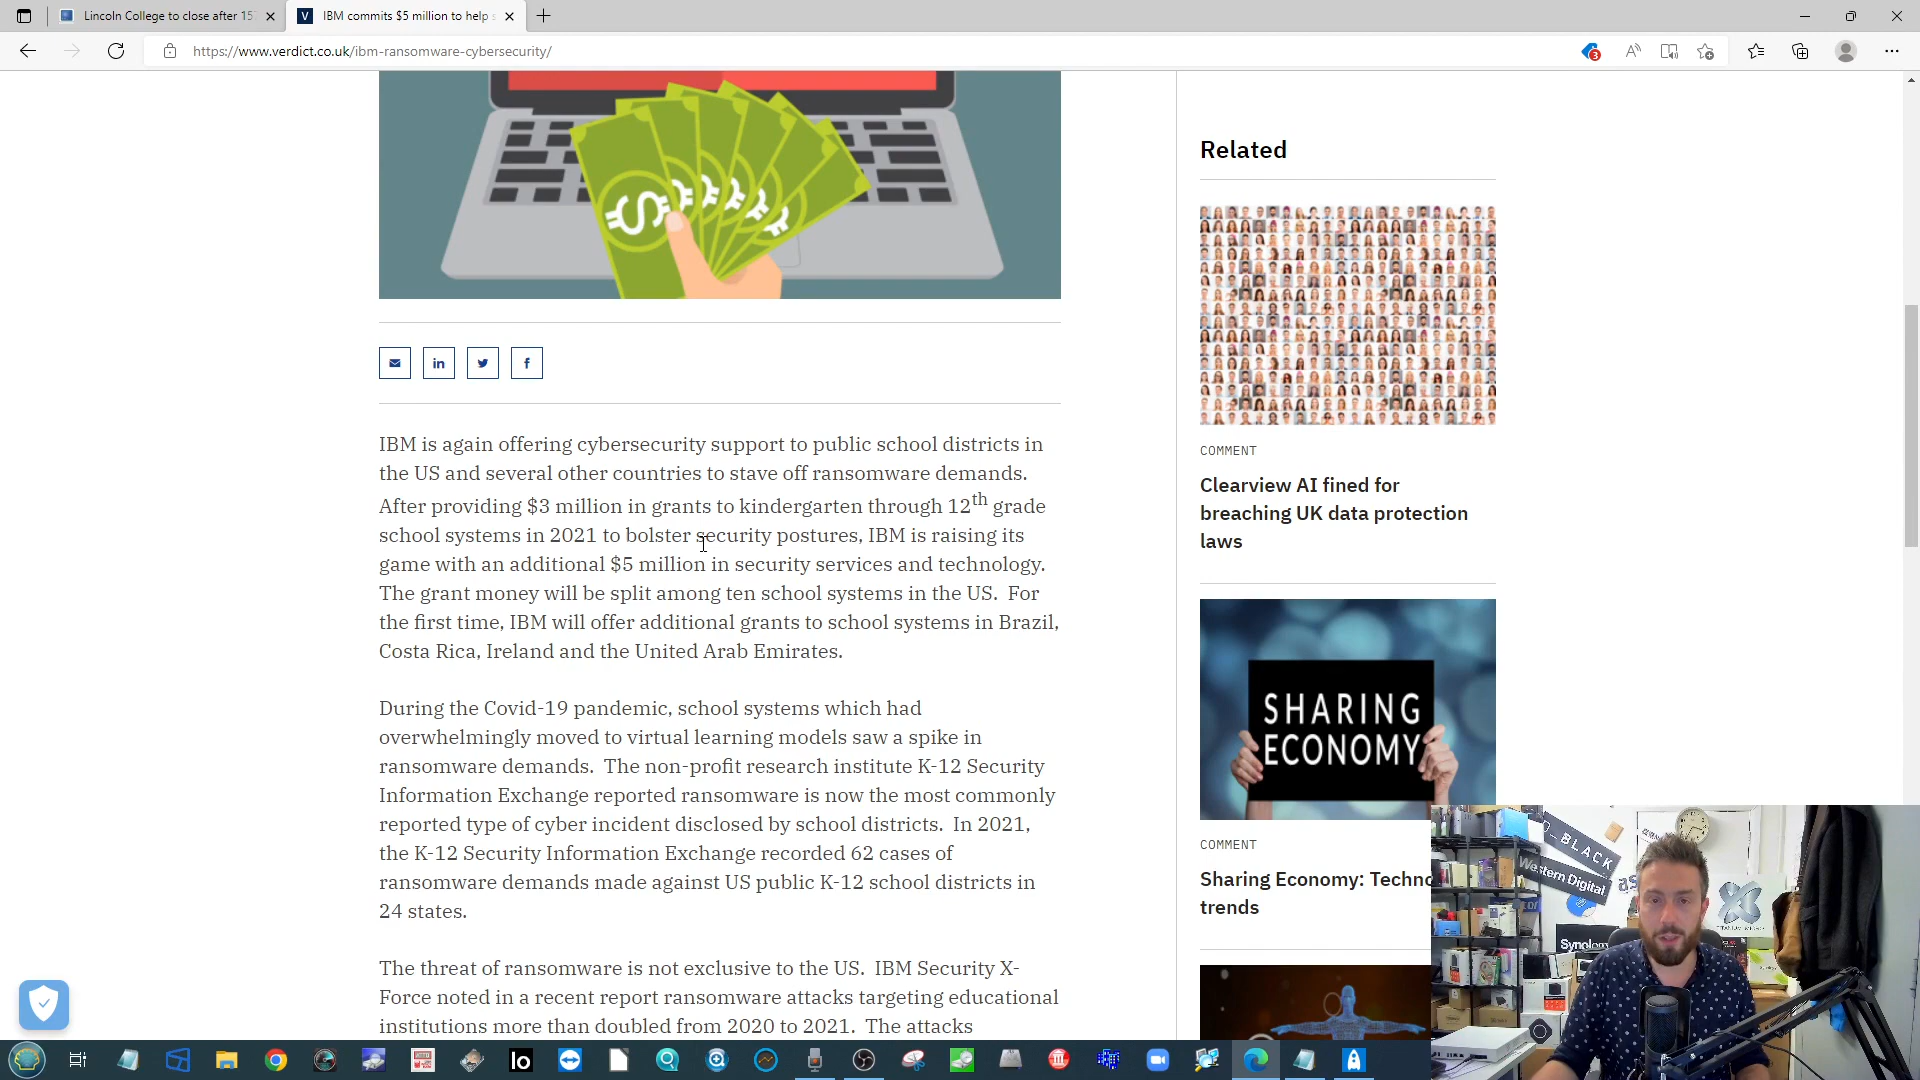 Lincoln College to close after 15
IBM commits $5 million to help s
https://www.verdict.co.uk/ibm-ransomware-cybersecurity/
3
in
f
IBM is again offering cybersecurity support to public school districts in
the US and several other countries to stave off ransomware demands.
After providing $3 million in grants to kindergarten through 12th grade
school systems in 2021 to bolster security postures, IBM is raising its
game with an additional $5 million in security services and technology.
The grant money will be split among ten school systems in the US.  For
the first time, IBM will offer additional grants to school systems in Brazil,
Costa Rica, Ireland and the United Arab Emirates.
During the Covid-19 pandemic, school systems which had
overwhelmingly moved to virtual learning models saw a spike in
ransomware demands.  The non-profit research institute K-12 Security
Information Exchange reported ransomware is now the most commonly
reported type of cyber incident disclosed by school districts.  In 2021,
the K-12 Security Information Exchange recorded 62 cases of
ransomware demands made against US public K-12 school districts in
24 states.
The threat of ransomware is not exclusive to the US.  IBM Security X-
Force noted in a recent report ransomware attacks targeting educational
institutions more than doubled from 2020 to 2021.  The attacks
Related
COMMENT
Clearview AI fined for
breaching UK data protection
laws
SHARING
ECONOMY
COMMENT
Sharing Economy: Techno
trends
_BLACK
Western Digital
as
Synology
Io